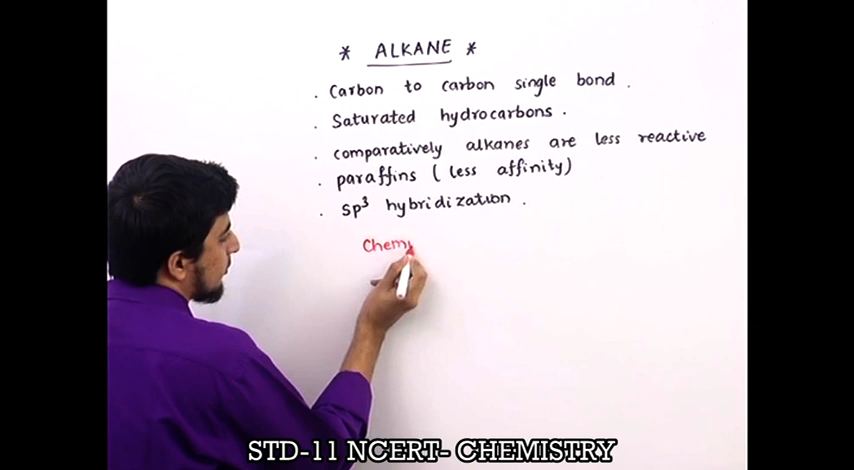 * ALKANE *
. Carbon to carbon single bond .
. Saturated hydrocarbons .
. comparatively alkanes are less reactive
. paraffins ( less affinity)
. sp³ hybridization .
Chem
STD-11 NCERT- CHEMISTRY